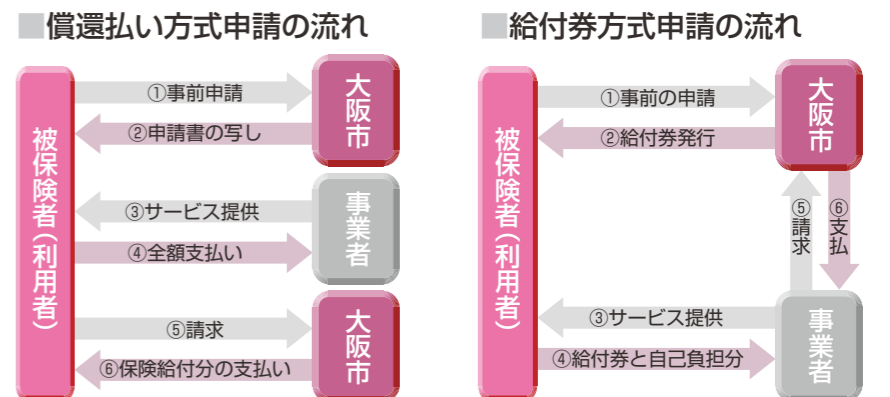 ■償還払い方式申請の流れ
被保険者(利用者)
①事前申請
大阪市
②申請書の写し
③サービス提供
事業者
④全額支払い
⑤請求
大阪市
⑥保険給付分の支払い
■給付券方式申請の流れ
被保険者(利用者)
①事前の申請
大阪市
②給付券発行
⑤請求
⑥支払
③サービス提供
事業者
④給付券と自己負担分